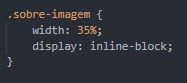 .sobre-imagem {
    width: 35%;
    display: inline-block;
}